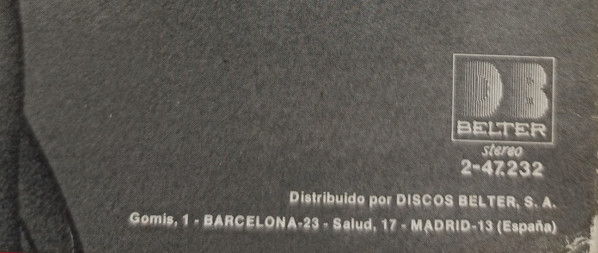 DB
BELTER
stereo
2-47.232
Distribuido por DISCOS BELTER, S. A.
Gomis, 1 - BARCELONA-23 - Salud, 17 - MADRID-13 (España)